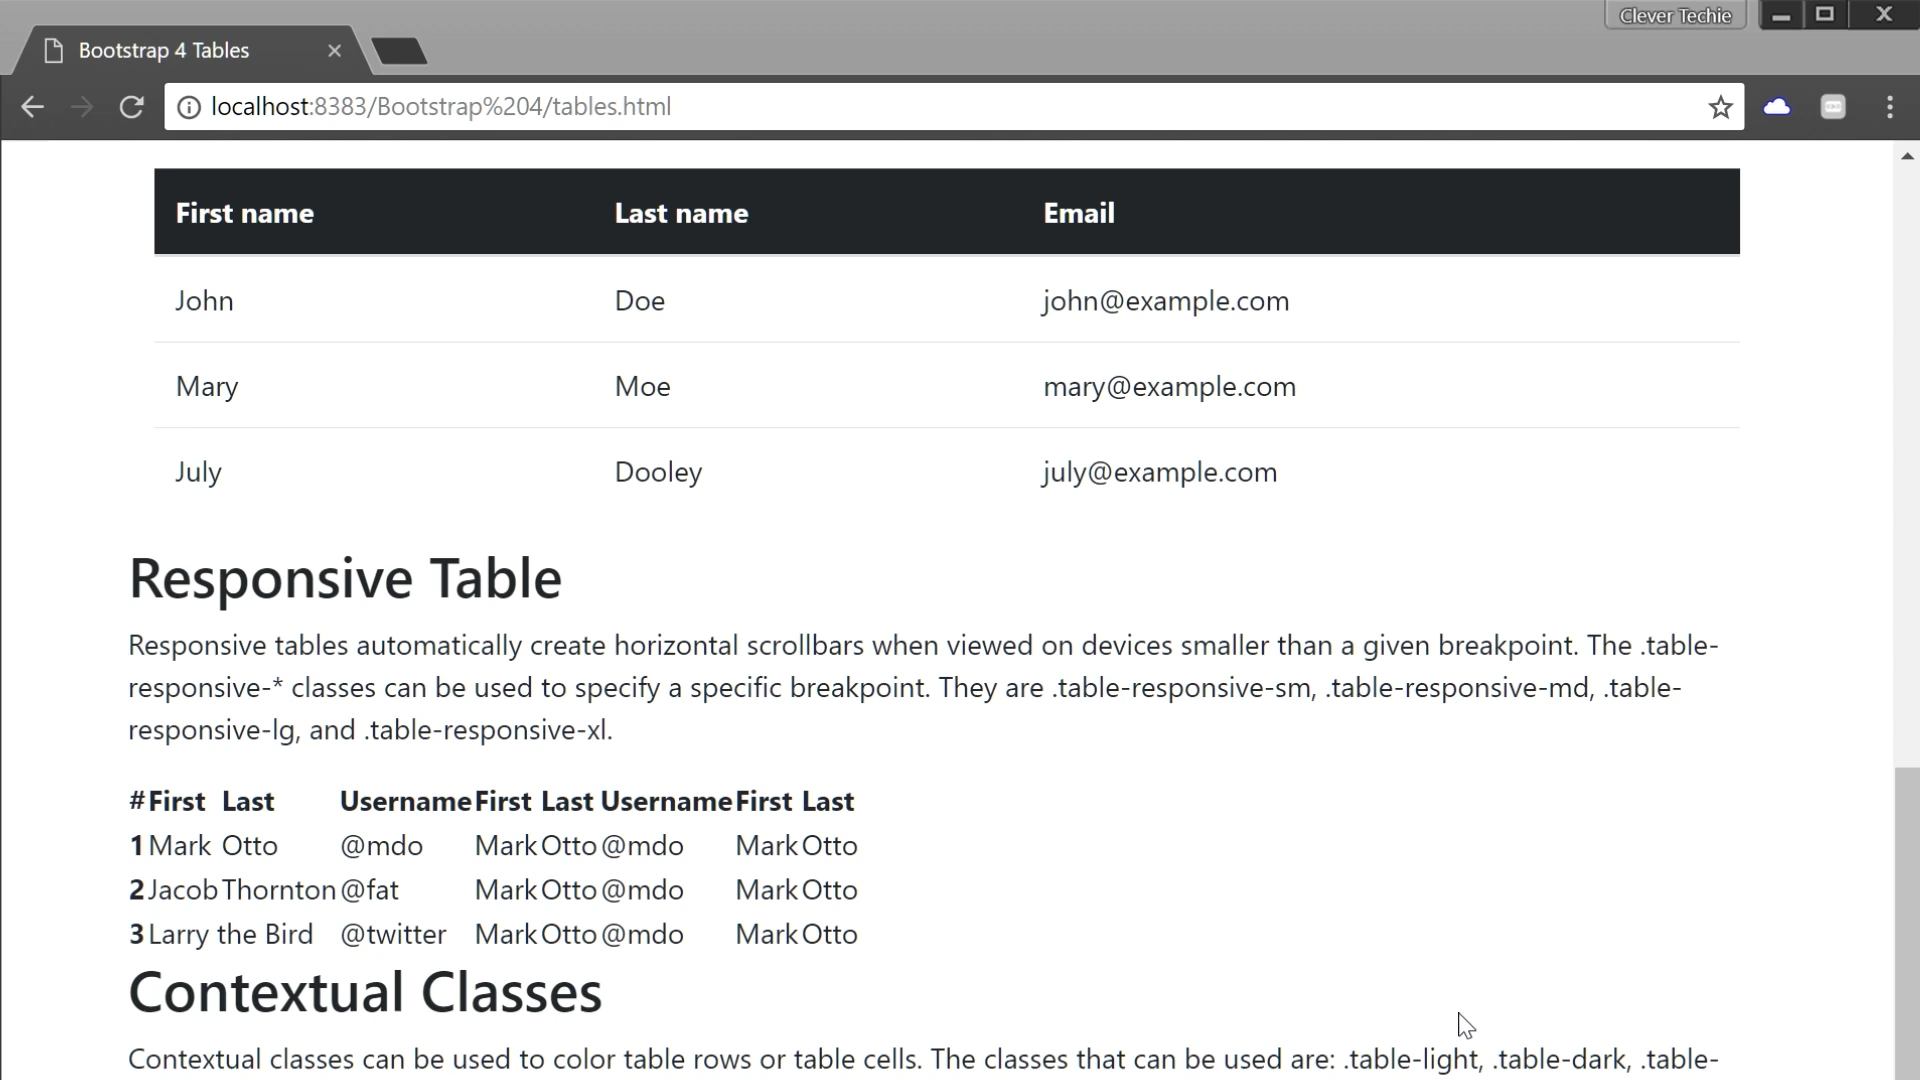 Clever Techie
Bootstrap 4 Tables
localhost:8383/Bootstrap%204/tables.html
First name Last name Email
John Doe john@example.com
Mary Moe mary@example.com
July Dooley july@example.com
Responsive Table
Responsive tables automatically create horizontal scrollbars when viewed on devices smaller than a given breakpoint. The .table-
responsive-* classes can be used to specify a specific breakpoint. They are .table-responsive-sm, .table-responsive-md, .table-
responsive-lg, and .table-responsive-xl.
# First Last Username First Last Username First Last
1 Mark Otto @mdo Mark Otto @mdo Mark Otto
2 Jacob Thornton @fat Mark Otto @mdo Mark Otto
3 Larry the Bird @twitter Mark Otto @mdo Mark Otto
Contextual Classes
Contextual classes can be used to color table rows or table cells. The classes that can be used are: .table-light, .table-dark, .table-